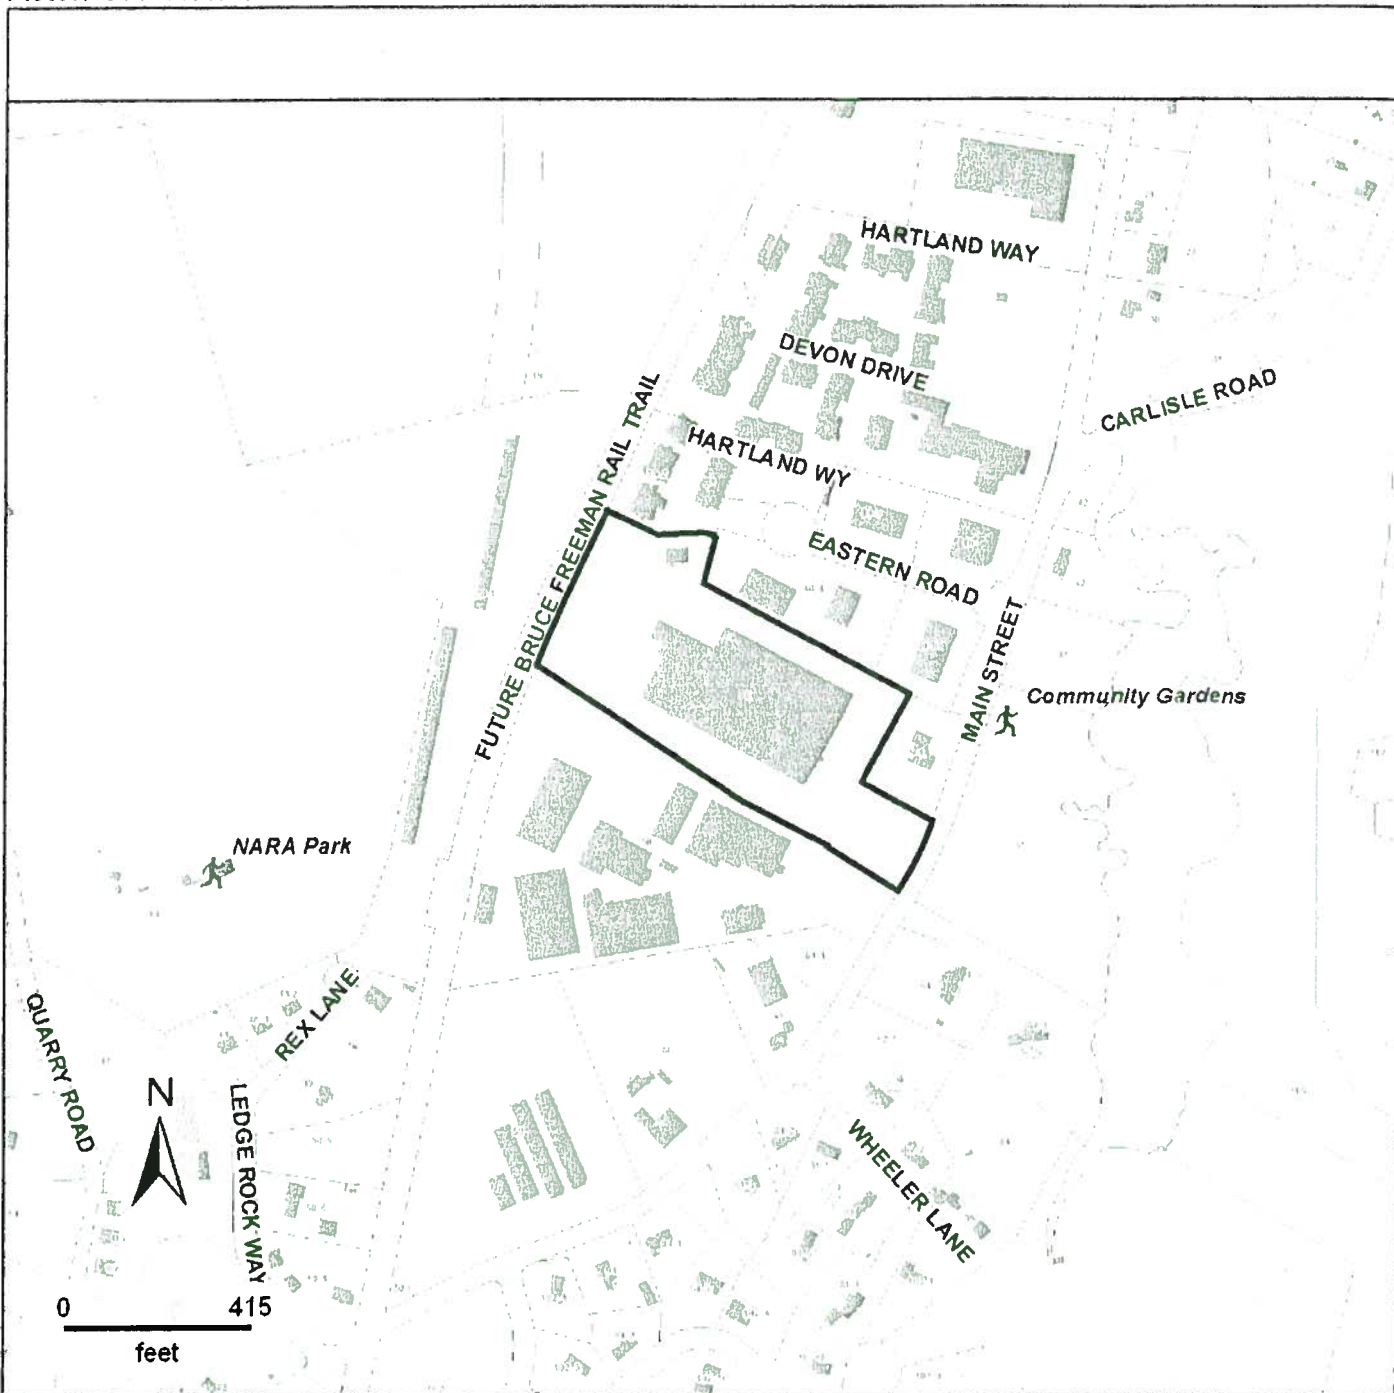 HARTLAND WAY
DEVON DRIVE
CARLISLE ROAD
HARTLAND WY
FUTURE BRUCE FREEMAN RAIL TRAIL
EASTERN ROAD
MAIN STREET
Community Gardens
NARA Park
REX LANE
QUARRY ROAD
N
LEDGE ROCK WAY
WHEELER LANE
0 415
feet